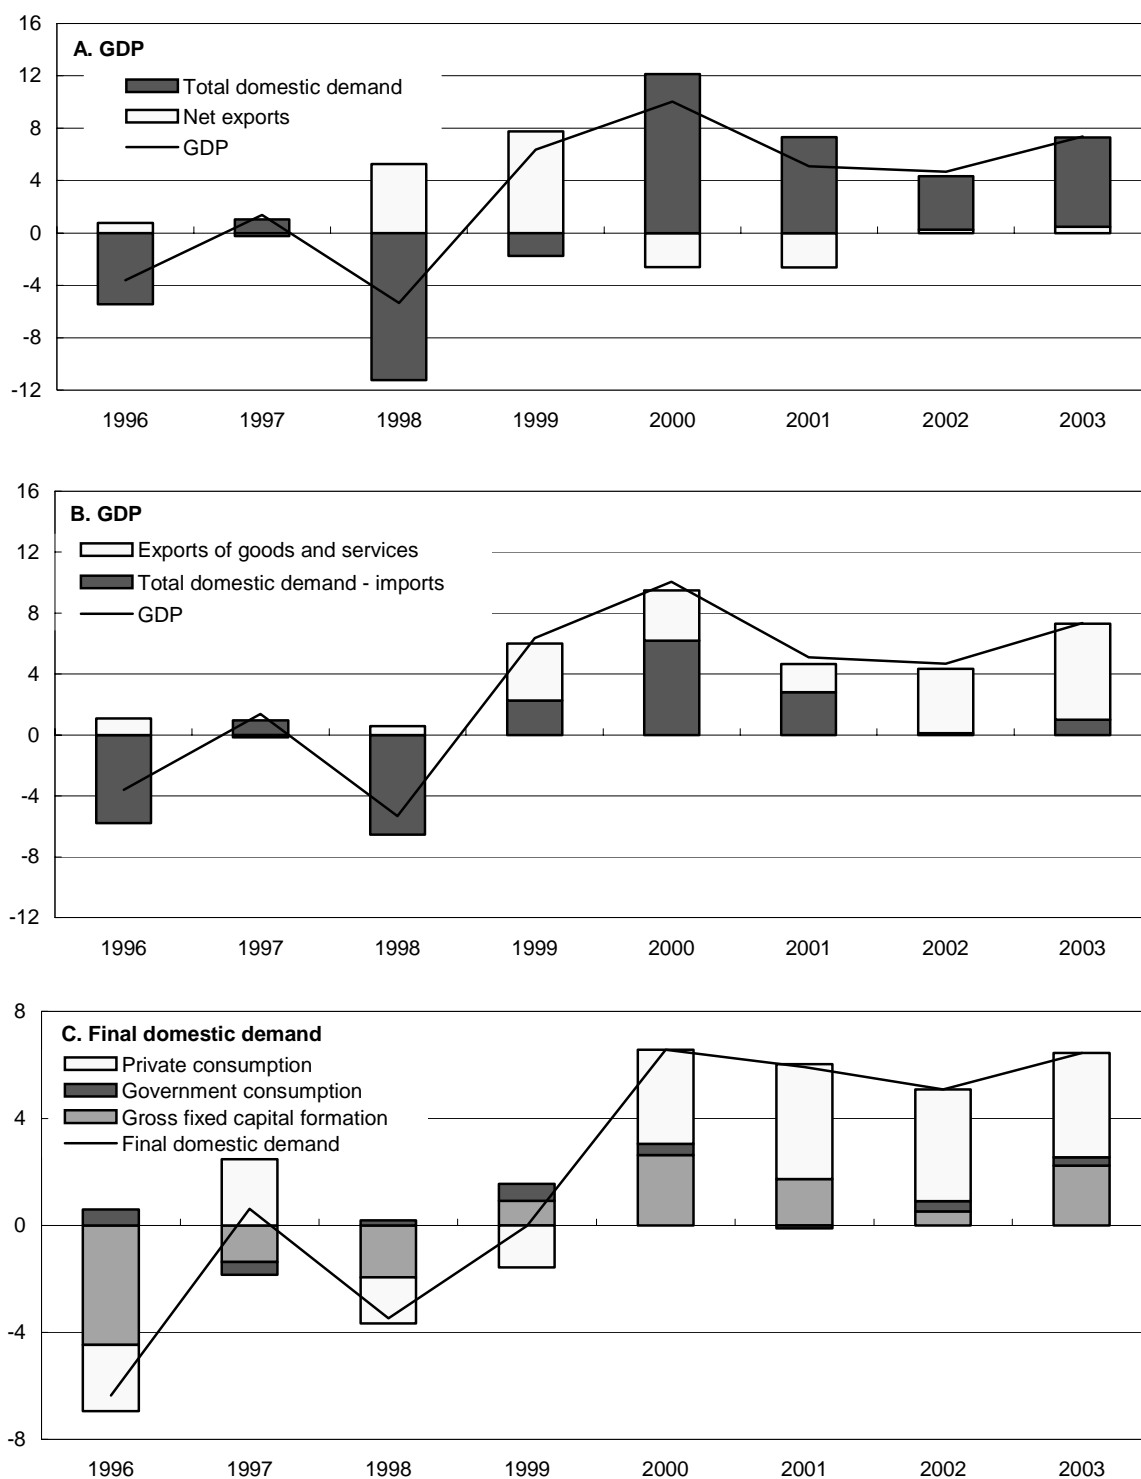 16
A. GDP
12
Total domestic demand
Net exports
8
GDP
4
0
-4
-8
-12
1996 1997 1998 1999 2000 2001 2002 2003
16
B. GDP
12
Exports of goods and services
Total domestic demand - imports
8
GDP
4
0
-4
-8
-12
1996 1997 1998 1999 2000 2001 2002 2003
8
C. Final domestic demand
Private consumption
Government consumption
4
Gross fixed capital formation
Final domestic demand
0
-4
-8
1996 1997 1998 1999 2000 2001 2002 2003